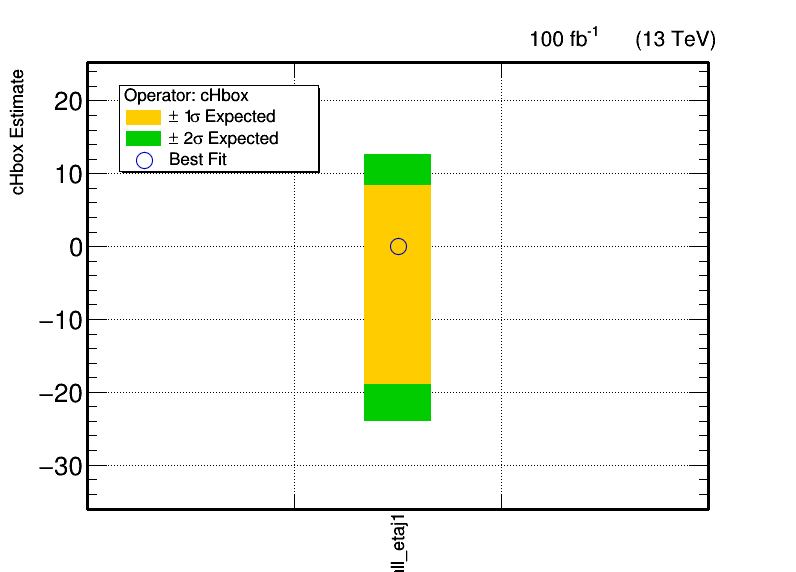 100 fb-1 (13 TeV)
cHbox Estimate
Operator: cHbox
± 1σ Expected
± 2σ Expected
Best Fit
20
10
0
−10
−20
−30